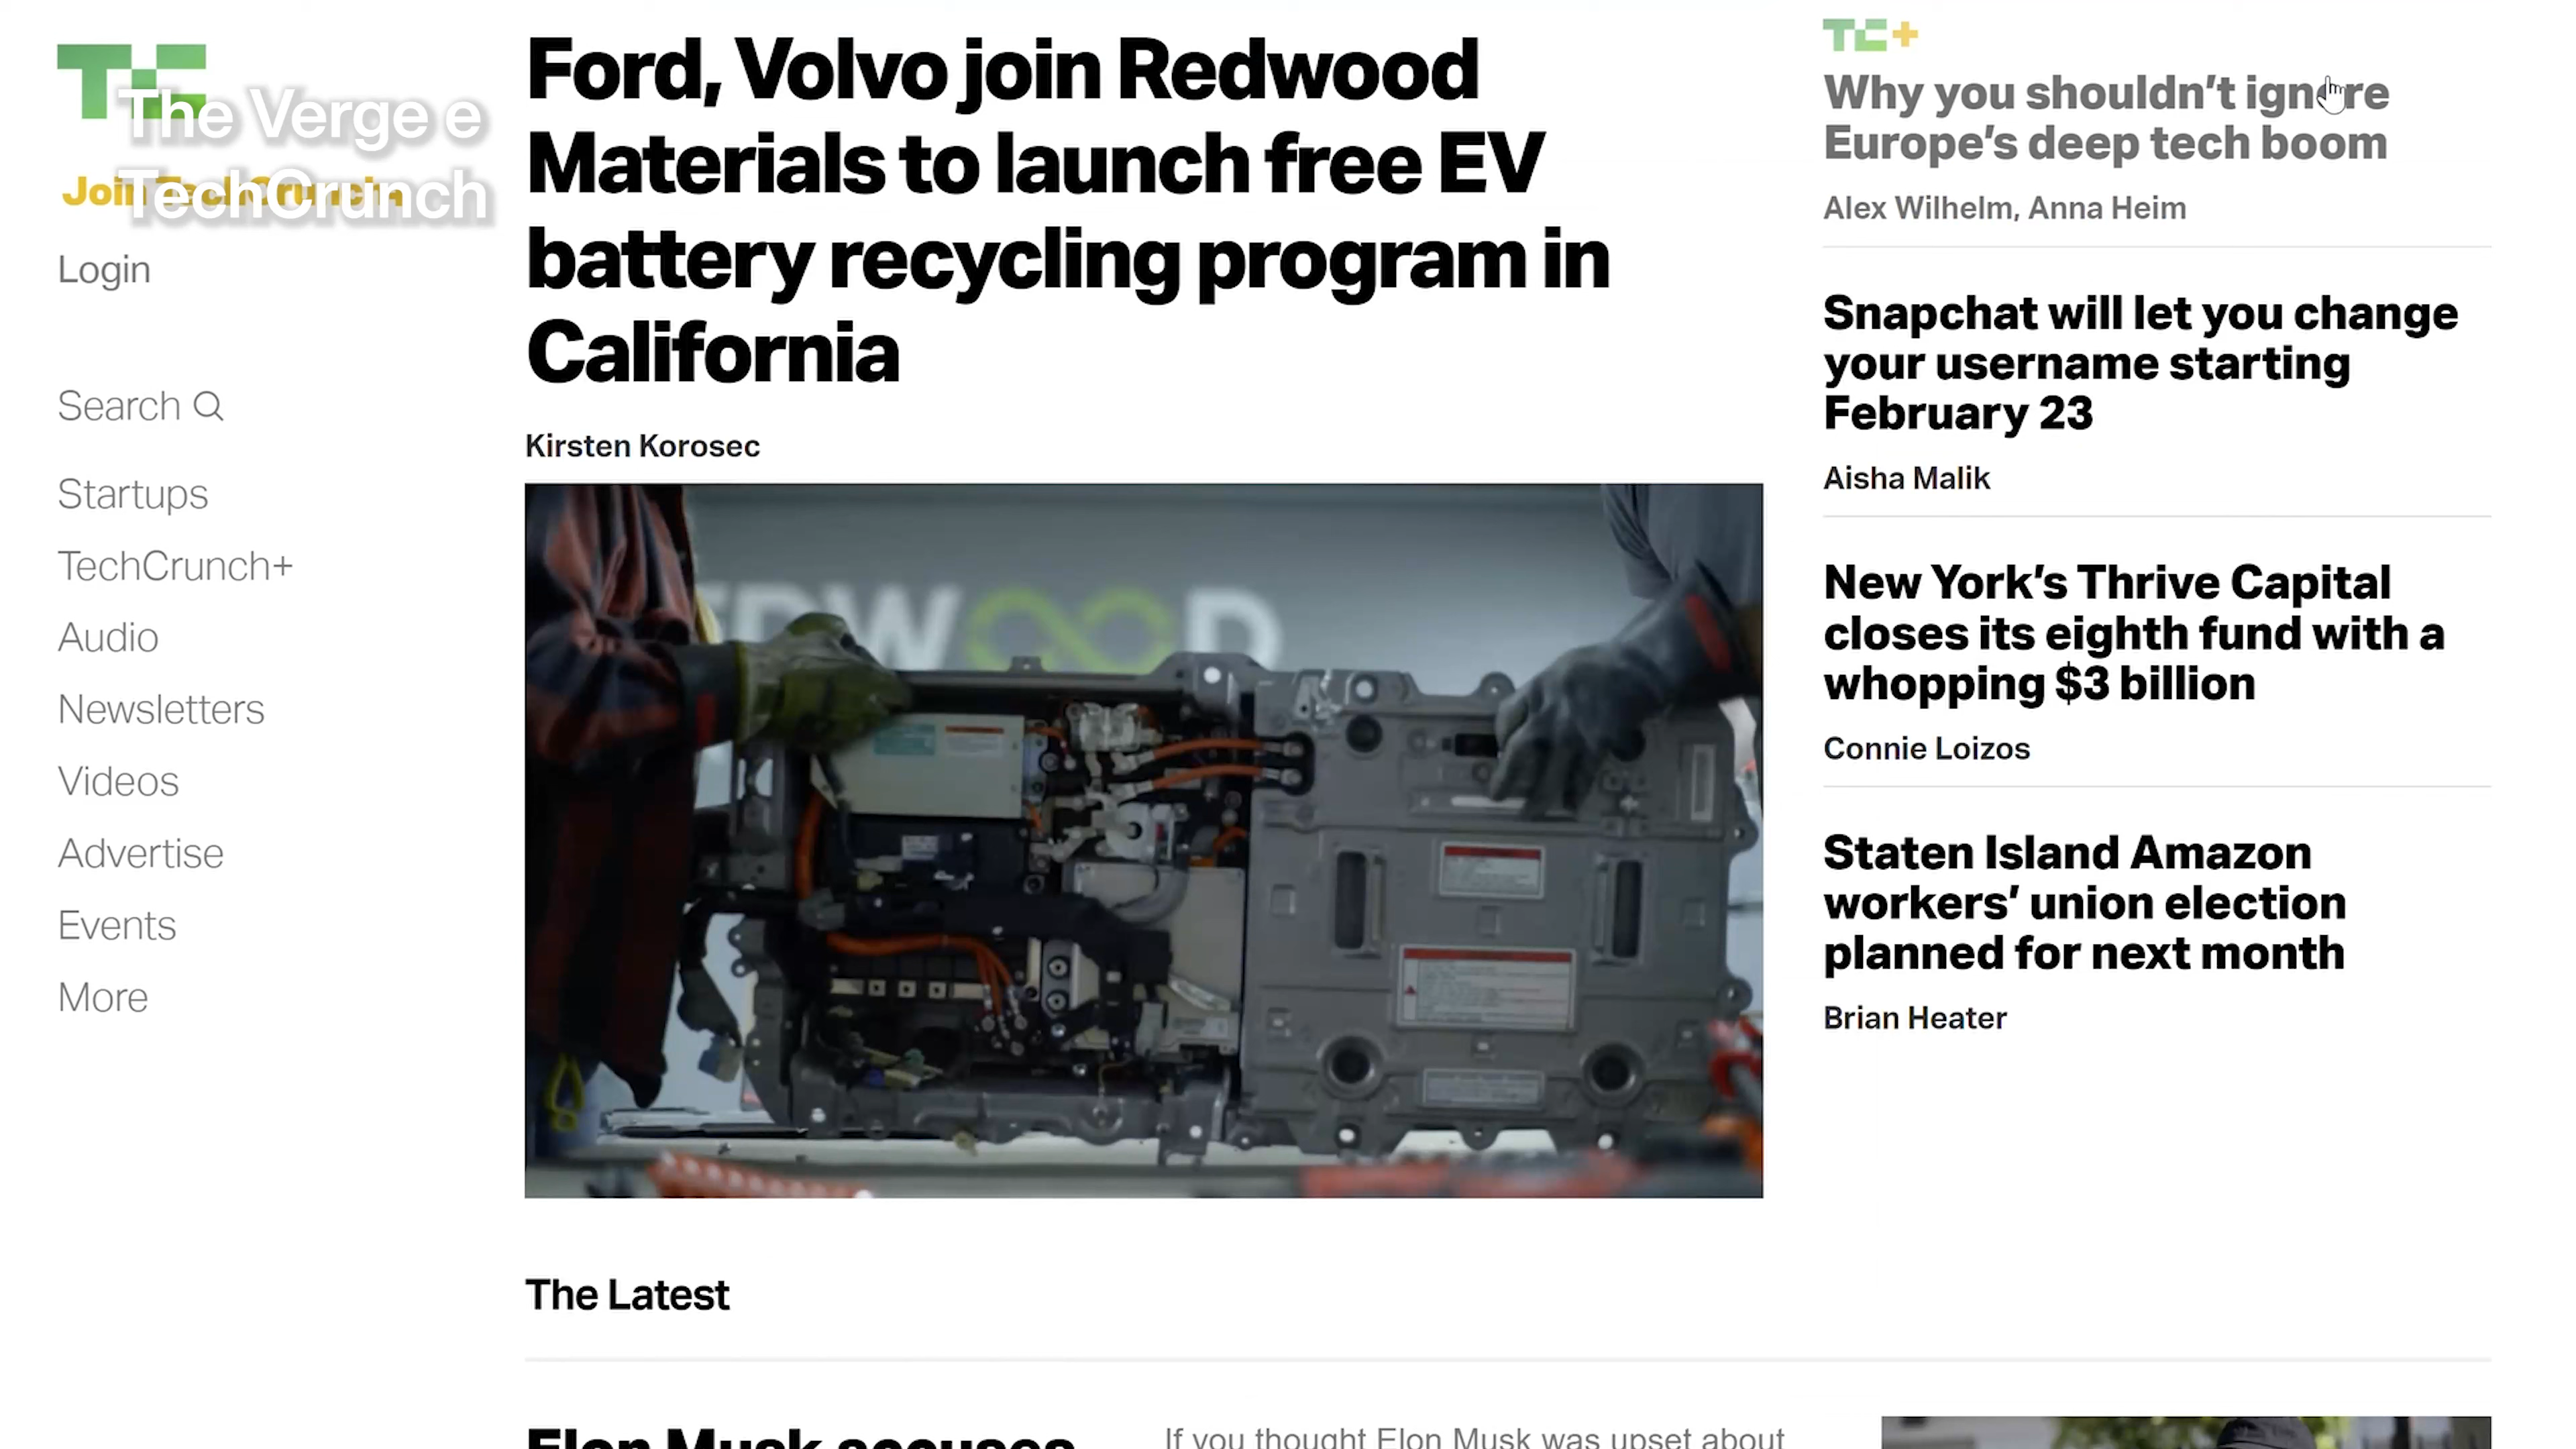 The Verge e
TechCrunch
Join TechCrunch+
Login
Search
Startups
TechCrunch+
Audio
Newsletters
Videos
Advertise
Events
More
Ford, Volvo join Redwood
Materials to launch free EV
battery recycling program in
California
Kirsten Korosec
The Latest
If you thought Elon Musk was upset about
TC+
Why you shouldn’t ignore
Europe’s deep tech boom
Alex Wilhelm, Anna Heim
Snapchat will let you change
your username starting
February 23
Aisha Malik
New York’s Thrive Capital
closes its eighth fund with a
whopping $3 billion
Connie Loizos
Staten Island Amazon
workers’ union election
planned for next month
Brian Heater